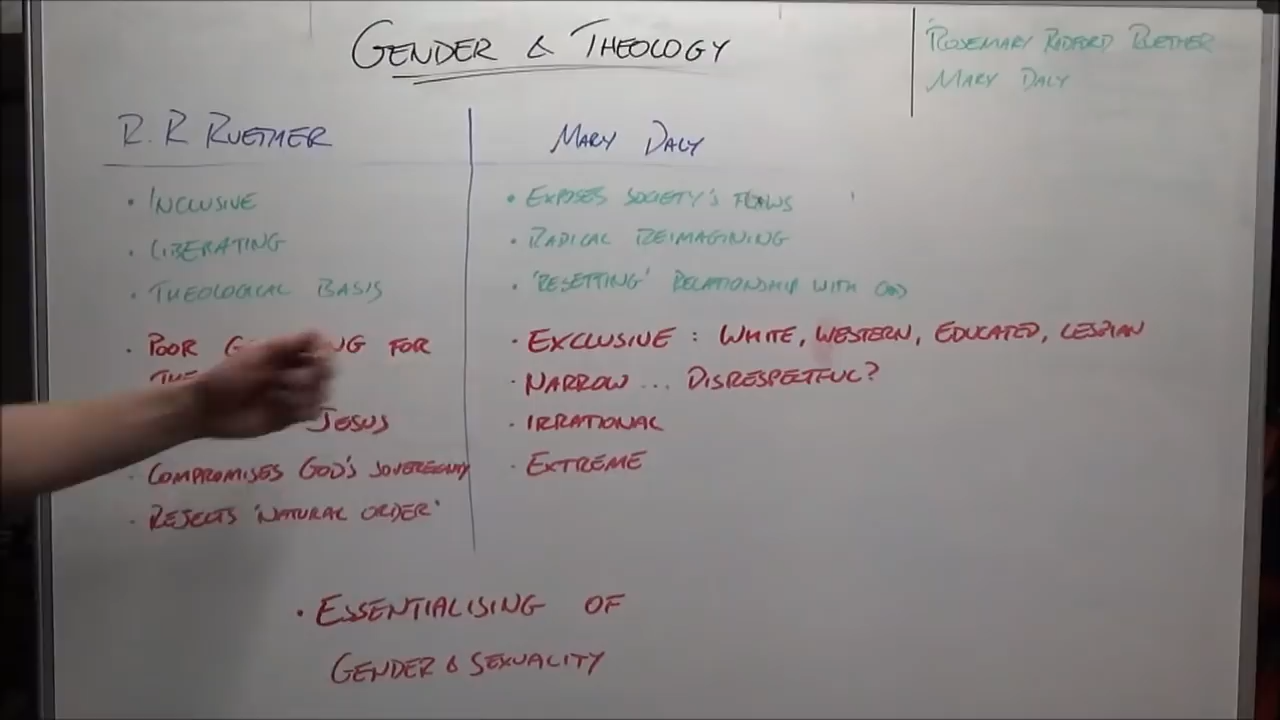 GENDER & THEOLOGY
ROSEMARY RADFORD RUETHER
MARY DALY
R. R RUETHER
• INCLUSIVE
• LIBERATING
• THEOLOGICAL BASIS
• POOR FOR
JESUS
• COMPROMISES GOD'S SOVEREIGNTY
• REJECTS 'NATURAL ORDER'
MARY DALY
• EXPOSES SOCIETY'S FLAWS
• RADICAL REIMAGINING
• 'RESETTING' RELATIONSHIP WITH GOD
• EXCLUSIVE : WHITE, WESTERN, EDUCATED, LESBIAN
• NARROW ... DISRESPECTFUL?
• IRRATIONAL
• EXTREME
• ESSENTIALISING OF
GENDER & SEXUALITY